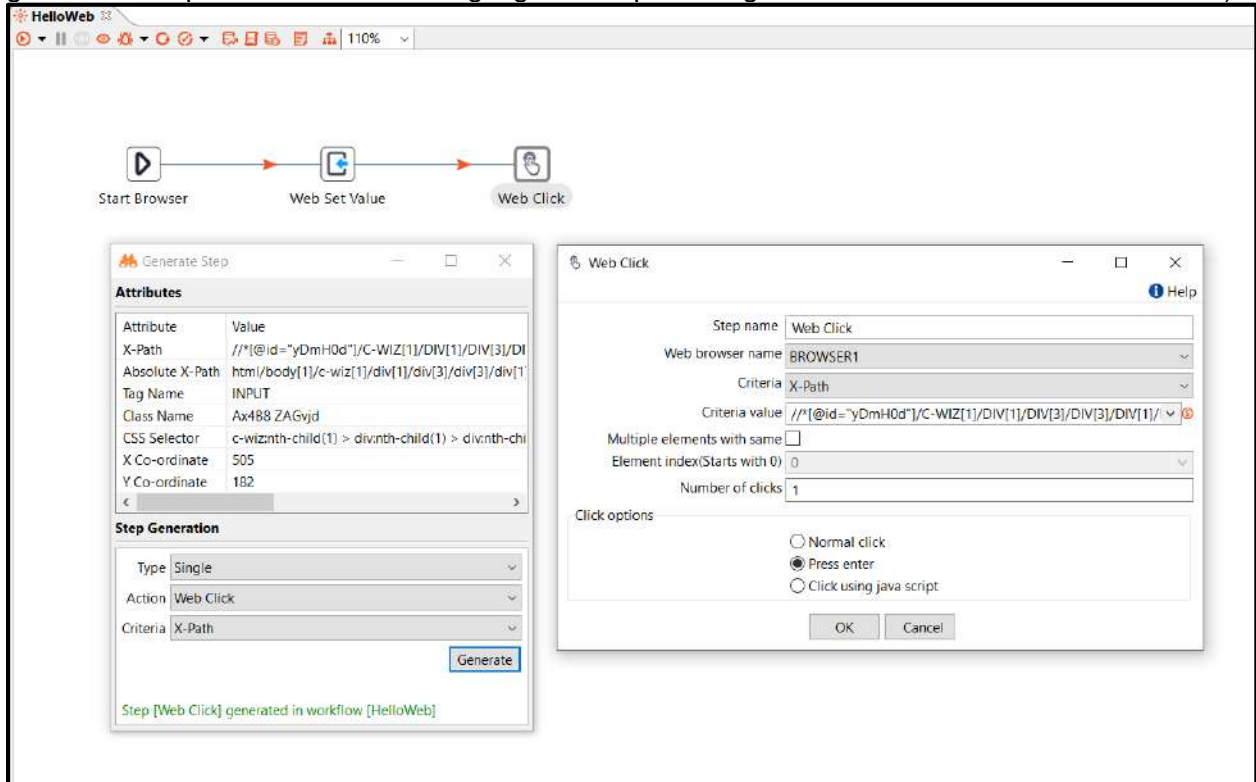 HelloWeb
110%
Start Browser
Web Set Value
Web Click
Generate Step
Attributes
Attribute Value
X-Path //*[@id="yDmH0d"]/C-WIZ[1]/DIV[1]/DIV[3]/DI
Absolute X-Path html/body[1]/c-wiz[1]/div[1]/div[3]/div[3]/div[1
Tag Name INPUT
Class Name Ax4B8 ZAGvjd
CSS Selector c-wiz:nth-child(1) > div:nth-child(1) > div:nth-chi
X Co-ordinate 505
Y Co-ordinate 182
Step Generation
Type Single
Action Web Click
Criteria X-Path
Generate
Step [Web Click] generated in workflow [HelloWeb]
Web Click
Help
Step name Web Click
Web browser name BROWSER1
Criteria X-Path
Criteria value //*[@id="yDmH0d"]/C-WIZ[1]/DIV[1]/DIV[3]/DIV[3]/DIV[1]/
Multiple elements with same
Element index(Starts with 0) 0
Number of clicks 1
Click options
Normal click
Press enter
Click using java script
OK Cancel